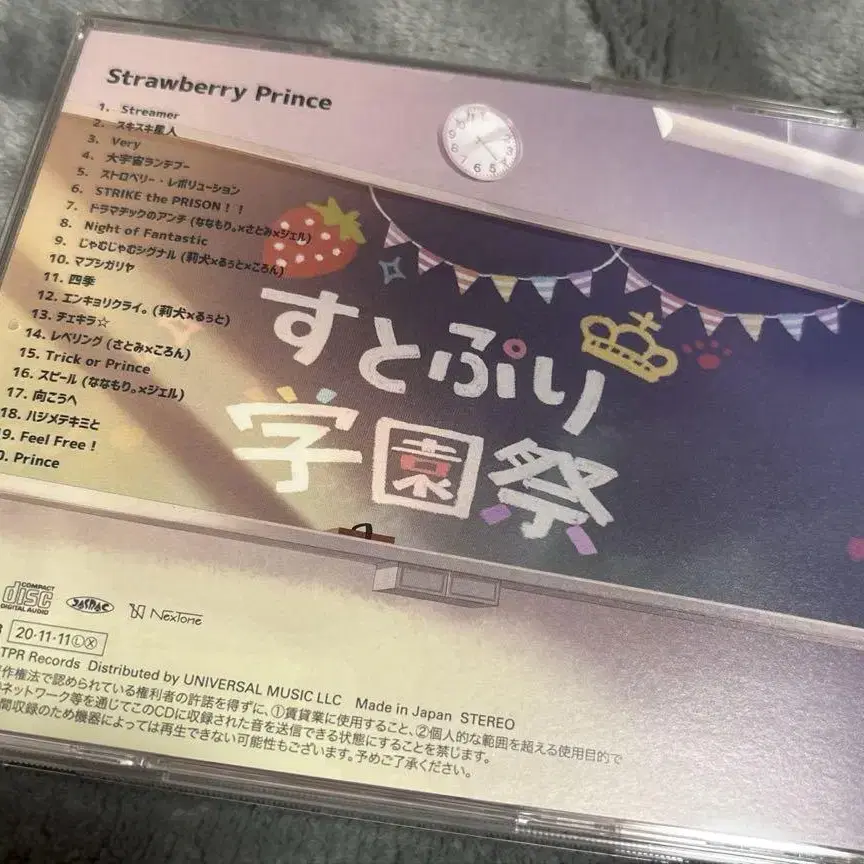 Strawberry Prince
1. Streamer
2. スキスキ星人
3. Very
4. 大宇宙ランデブー
5. ストロベリー・レボリューション
6. STRIKE the PRISON!!
7. ドラマチックのアンチ (ななもり。×さとみ×ジェル)
8. Night of Fantastic
9. じゃむじゃむシグナル (莉犬×るぅと×ころん)
10. マブシガリヤ
11. 四季
12. エンキョリクライ。(莉犬×るぅと)
13. チェキラ☆
14. レベリング (さとみ×ころん)
15. Trick or Prince
16. スピール (ななもり。×ジェル)
17. 向こうへ
18. ハジメテキミと
9. Feel Free !
0. Prince
すとぷり
学園祭
COMPACT
disc
DIGITAL AUDIO
JASRAC
NexTone
20·11·11 Ⓛ Ⓧ
TPR Records Distributed by UNIVERSAL MUSIC LLC Made in Japan STEREO
作権法で認められている権利者の許諾を得ずに、①賃貸業に使用すること、②個人的な範囲を超える使用目的で
ネットワーク等を通じてこのCDに収録された音を送信できる状態にすることを禁じます。
間収録のため機器によっては再生できない可能性もございます。予めご了承ください。